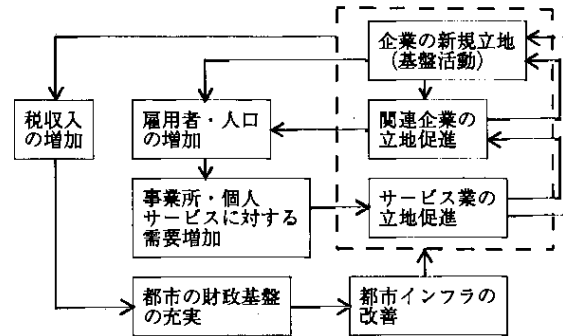 企業の新規立地
(基盤活動)
税収入
の増加
雇用者・人口
の増加
関連企業の
立地促進
事業所・個人
サービスに対する
需要増加
サービス業の
立地促進
都市の財政基盤
の充実
都市インフラの
改善